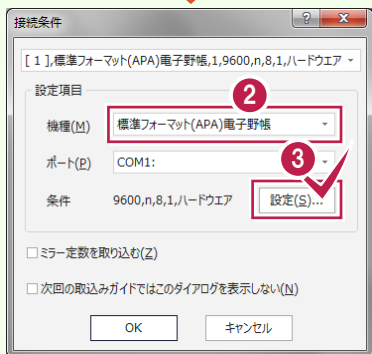 接続条件
[ 1 ],標準フォーマット(APA)電子野帳,1,9600,n,8,1,ハードウエア
設定項目
2
機種(M)
標準フォーマット(APA)電子野帳
3
ポート(P)
COM1:
条件
9600,n,8,1,ハードウエア
設定(S)...
ミラー定数を取り込む(Z)
次回の取込みガイドではこのダイアログを表示しない(N)
OK
キャンセル